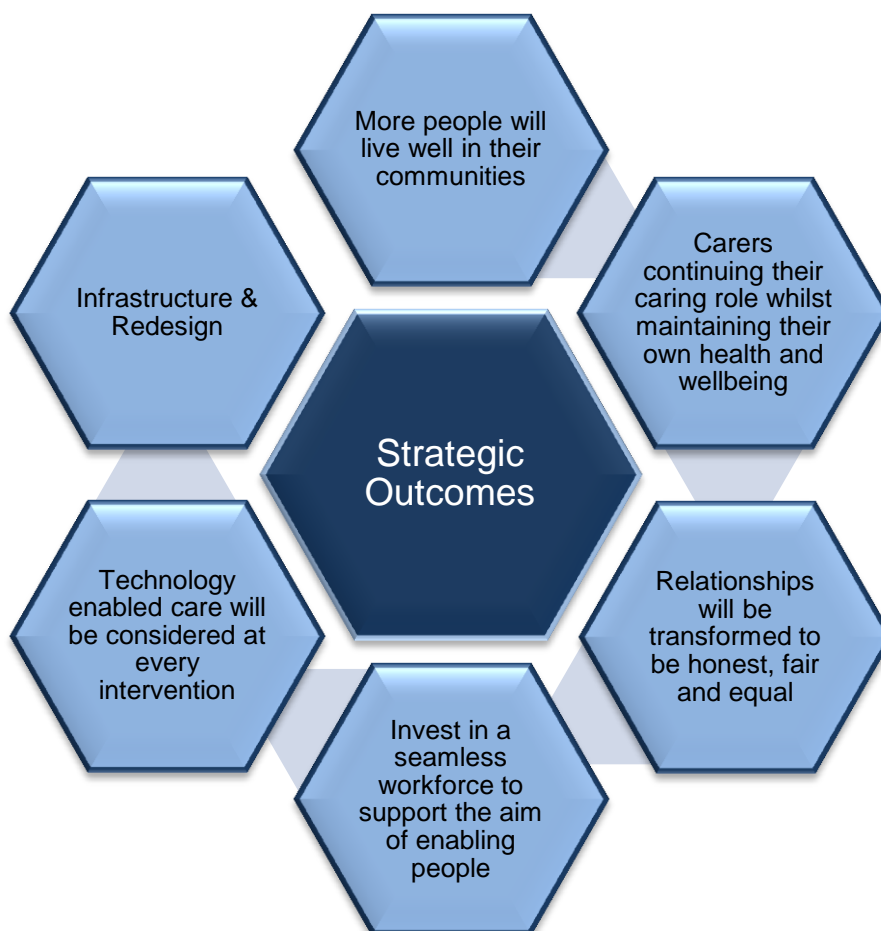 More people will
live well in their
communities
Carers
continuing their
caring role whilst
maintaining their
own health and
wellbeing
Relationships
will be
transformed to
be honest, fair
and equal
Invest in a
seamless
workforce to
support the aim
of enabling
people
Technology
enabled care will
be considered at
every
intervention
Infrastructure &
Redesign
Strategic
Outcomes